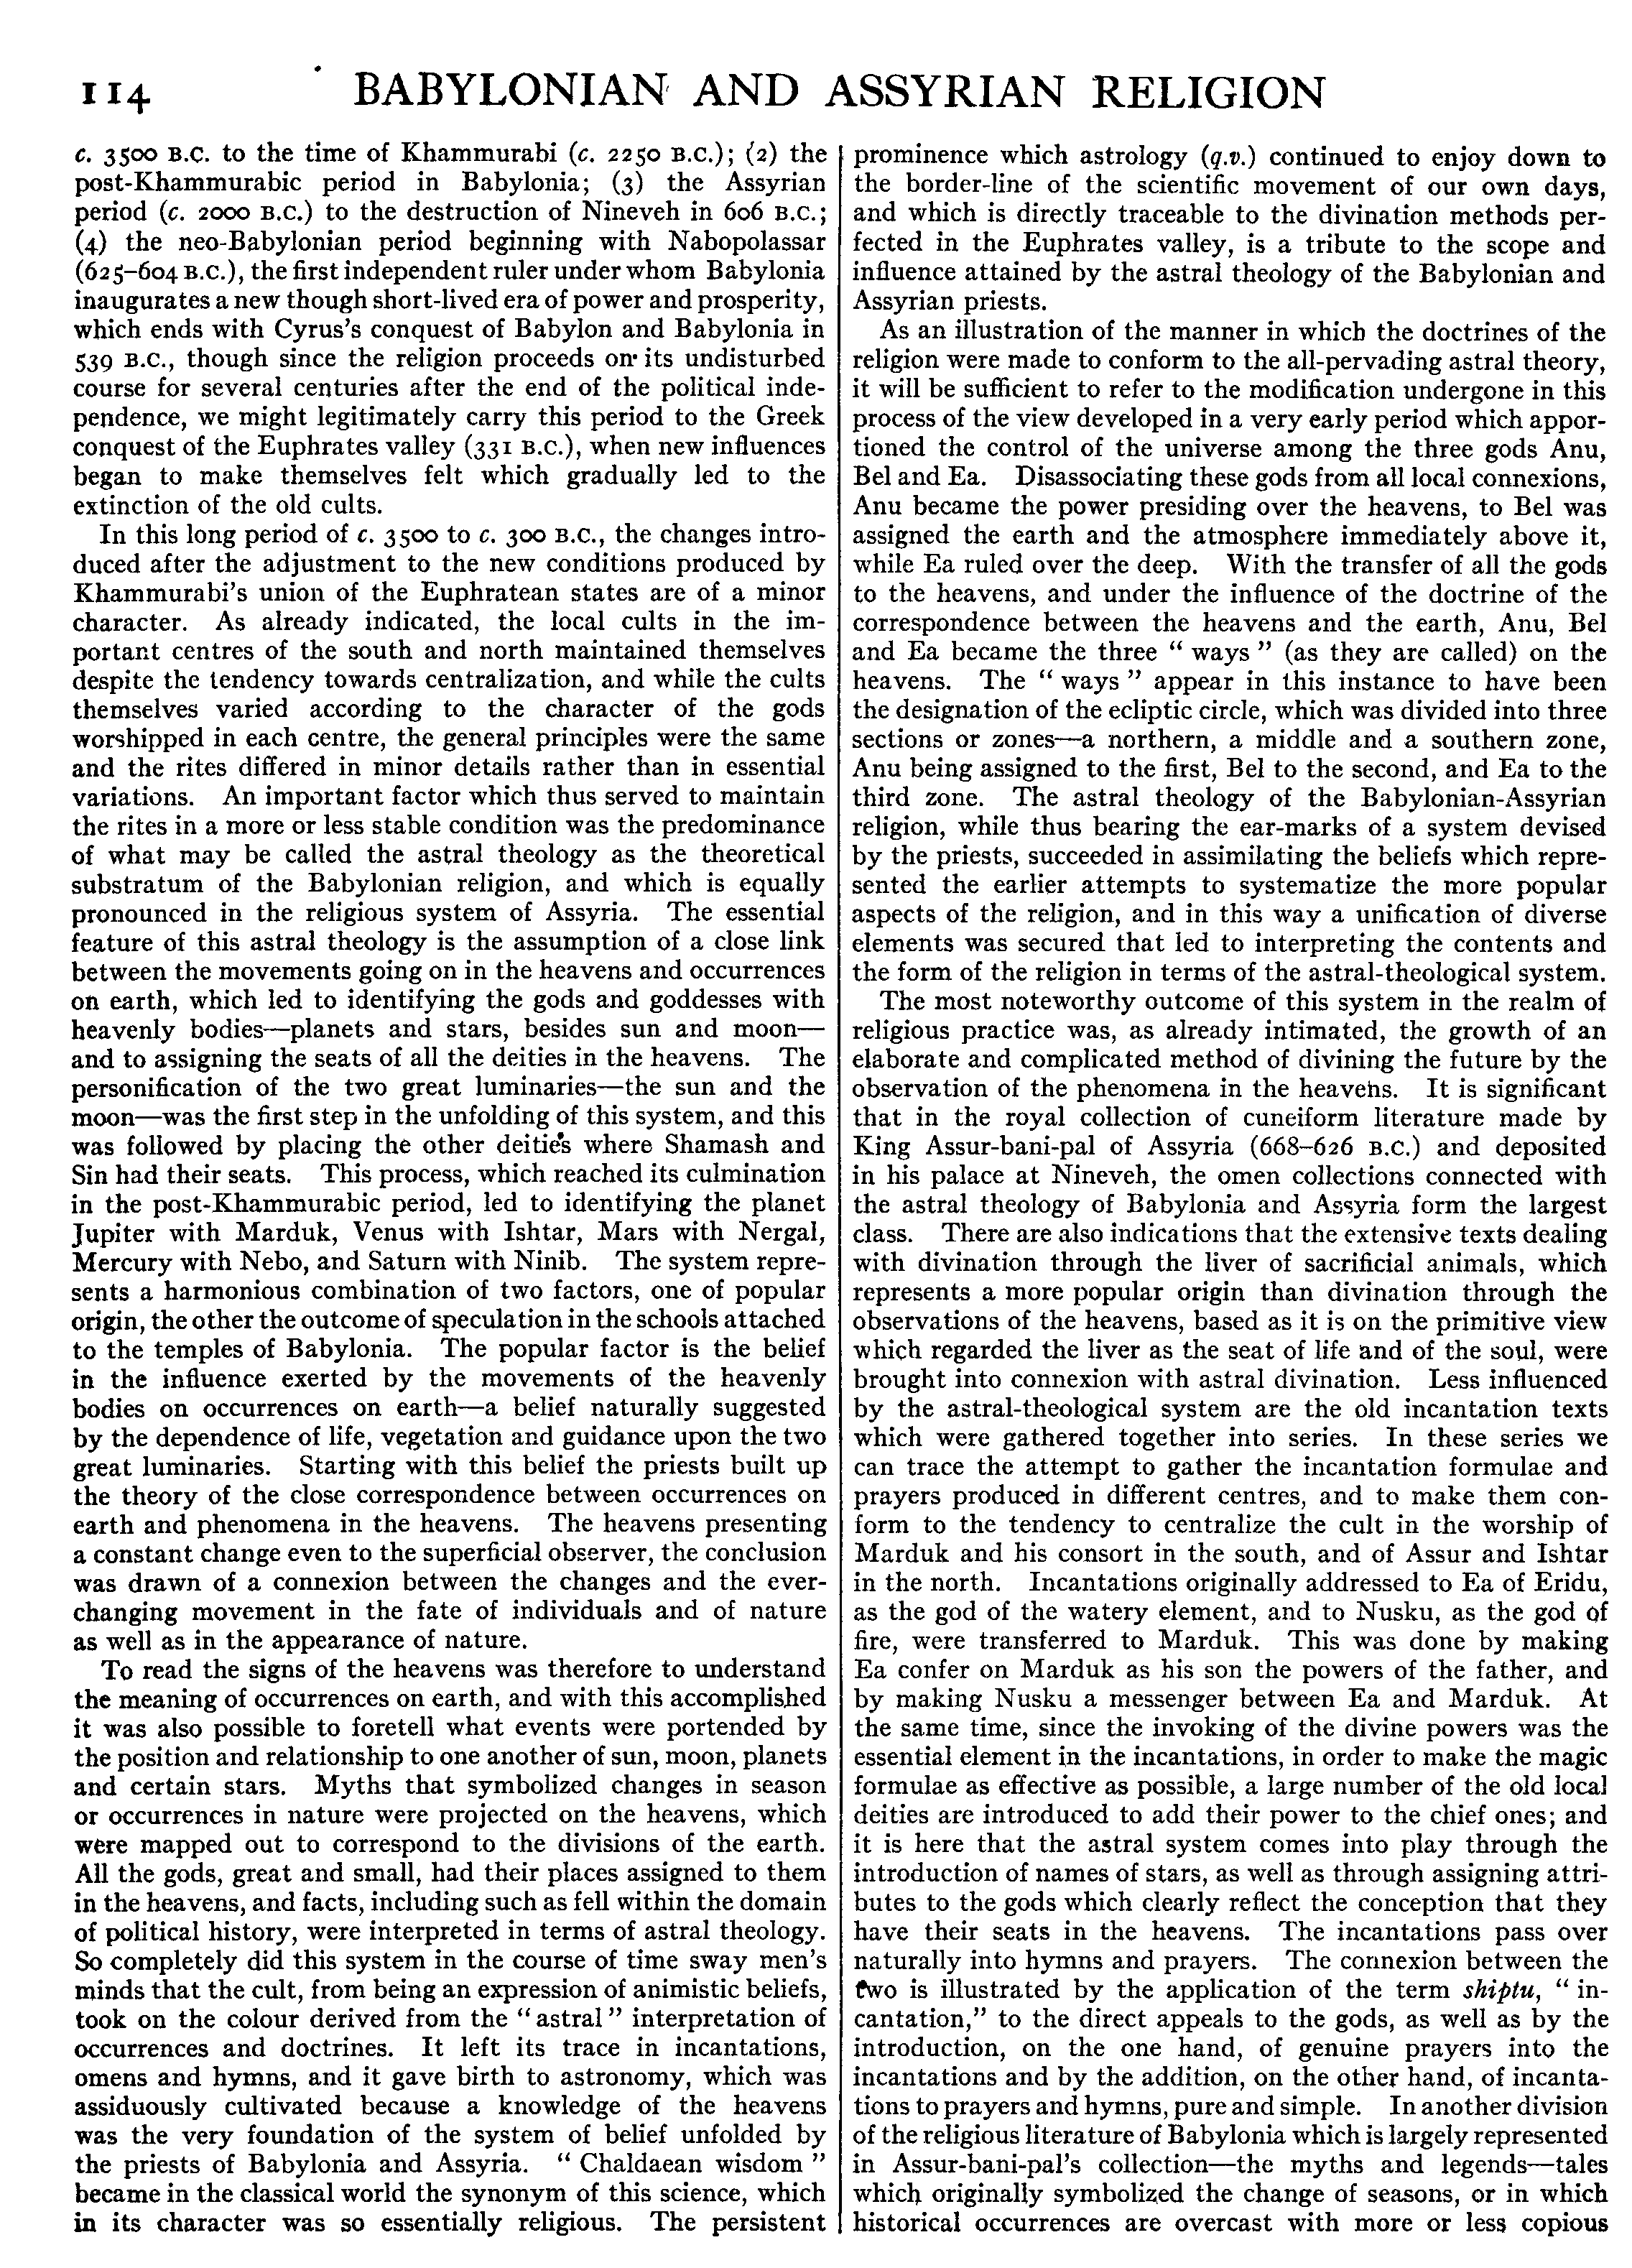 114 BABYLONIAN AND ASSYRIAN RELIGION
c. 3500 B.C. to the time of Khammurabi (c. 2250 B.C.); (2) the
post-Khammurabic period in Babylonia; (3) the Assyrian
period (c. 2000 B.C.) to the destruction of Nineveh in 606 B.C.;
(4) the neo-Babylonian period beginning with Nabopolassar
(625–604 B.C.), the first independent ruler under whom Babylonia
inaugurates a new though short-lived era of power and prosperity,
which ends with Cyrus's conquest of Babylon and Babylonia in
539 B.C., though since the religion proceeds on its undisturbed
course for several centuries after the end of the political inde-
pendence, we might legitimately carry this period to the Greek
conquest of the Euphrates valley (331 B.C.), when new influences
began to make themselves felt which gradually led to the
extinction of the old cults.
In this long period of c. 3500 to c. 300 B.C., the changes intro-
duced after the adjustment to the new conditions produced by
Khammurabi's union of the Euphratean states are of a minor
character. As already indicated, the local cults in the im-
portant centres of the south and north maintained themselves
despite the tendency towards centralization, and while the cults
themselves varied according to the character of the gods
worshipped in each centre, the general principles were the same
and the rites differed in minor details rather than in essential
variations. An important factor which thus served to maintain
the rites in a more or less stable condition was the predominance
of what may be called the astral theology as the theoretical
substratum of the Babylonian religion, and which is equally
pronounced in the religious system of Assyria. The essential
feature of this astral theology is the assumption of a close link
between the movements going on in the heavens and occurrences
on earth, which led to identifying the gods and goddesses with
heavenly bodies—planets and stars, besides sun and moon—
and to assigning the seats of all the deities in the heavens. The
personification of the two great luminaries—the sun and the
moon—was the first step in the unfolding of this system, and this
was followed by placing the other deities where Shamash and
Sin had their seats. This process, which reached its culmination
in the post-Khammurabic period, led to identifying the planet
Jupiter with Marduk, Venus with Ishtar, Mars with Nergal,
Mercury with Nebo, and Saturn with Ninib. The system repre-
sents a harmonious combination of two factors, one of popular
origin, the other the outcome of speculation in the schools attached
to the temples of Babylonia. The popular factor is the belief
in the influence exerted by the movements of the heavenly
bodies on occurrences on earth—a belief naturally suggested
by the dependence of life, vegetation and guidance upon the two
great luminaries. Starting with this belief the priests built up
the theory of the close correspondence between occurrences on
earth and phenomena in the heavens. The heavens presenting
a constant change even to the superficial observer, the conclusion
was drawn of a connexion between the changes and the ever-
changing movement in the fate of individuals and of nature
as well as in the appearance of nature.
To read the signs of the heavens was therefore to understand
the meaning of occurrences on earth, and with this accomplished
it was also possible to foretell what events were portended by
the position and relationship to one another of sun, moon, planets
and certain stars. Myths that symbolized changes in season
or occurrences in nature were projected on the heavens, which
were mapped out to correspond to the divisions of the earth.
All the gods, great and small, had their places assigned to them
in the heavens, and facts, including such as fell within the domain
of political history, were interpreted in terms of astral theology.
So completely did this system in the course of time sway men's
minds that the cult, from being an expression of animistic beliefs,
took on the colour derived from the "astral" interpretation of
occurrences and doctrines. It left its trace in incantations,
omens and hymns, and it gave birth to astronomy, which was
assiduously cultivated because a knowledge of the heavens
was the very foundation of the system of belief unfolded by
the priests of Babylonia and Assyria. "Chaldaean wisdom"
became in the classical world the synonym of this science, which
in its character was so essentially religious. The persistent
prominence which astrology (q.v.) continued to enjoy down to
the border-line of the scientific movement of our own days,
and which is directly traceable to the divination methods per-
fected in the Euphrates valley, is a tribute to the scope and
influence attained by the astral theology of the Babylonian and
Assyrian priests.
As an illustration of the manner in which the doctrines of the
religion were made to conform to the all-pervading astral theory,
it will be sufficient to refer to the modification undergone in this
process of the view developed in a very early period which appor-
tioned the control of the universe among the three gods Anu,
Bel and Ea. Disassociating these gods from all local connexions,
Anu became the power presiding over the heavens, to Bel was
assigned the earth and the atmosphere immediately above it,
while Ea ruled over the deep. With the transfer of all the gods
to the heavens, and under the influence of the doctrine of the
correspondence between the heavens and the earth, Anu, Bel
and Ea became the three "ways" (as they are called) on the
heavens. The "ways" appear in this instance to have been
the designation of the ecliptic circle, which was divided into three
sections or zones—a northern, a middle and a southern zone,
Anu being assigned to the first, Bel to the second, and Ea to the
third zone. The astral theology of the Babylonian-Assyrian
religion, while thus bearing the ear-marks of a system devised
by the priests, succeeded in assimilating the beliefs which repre-
sented the earlier attempts to systematize the more popular
aspects of the religion, and in this way a unification of diverse
elements was secured that led to interpreting the contents and
the form of the religion in terms of the astral-theological system.
The most noteworthy outcome of this system in the realm of
religious practice was, as already intimated, the growth of an
elaborate and complicated method of divining the future by the
observation of the phenomena in the heavens. It is significant
that in the royal collection of cuneiform literature made by
King Assur-bani-pal of Assyria (668–626 B.C.) and deposited
in his palace at Nineveh, the omen collections connected with
the astral theology of Babylonia and Assyria form the largest
class. There are also indications that the extensive texts dealing
with divination through the liver of sacrificial animals, which
represents a more popular origin than divination through the
observations of the heavens, based as it is on the primitive view
which regarded the liver as the seat of life and of the soul, were
brought into connexion with astral divination. Less influenced
by the astral-theological system are the old incantation texts
which were gathered together into series. In these series we
can trace the attempt to gather the incantation formulae and
prayers produced in different centres, and to make them con-
form to the tendency to centralize the cult in the worship of
Marduk and his consort in the south, and of Assur and Ishtar
in the north. Incantations originally addressed to Ea of Eridu,
as the god of the watery element, and to Nusku, as the god of
fire, were transferred to Marduk. This was done by making
Ea confer on Marduk as his son the powers of the father, and
by making Nusku a messenger between Ea and Marduk. At
the same time, since the invoking of the divine powers was the
essential element in the incantations, in order to make the magic
formulae as effective as possible, a large number of the old local
deities are introduced to add their power to the chief ones; and
it is here that the astral system comes into play through the
introduction of names of stars, as well as through assigning attri-
butes to the gods which clearly reflect the conception that they
have their seats in the heavens. The incantations pass over
naturally into hymns and prayers. The connexion between the
two is illustrated by the application of the term shiptu, "in-
cantation," to the direct appeals to the gods, as well as by the
introduction, on the one hand, of genuine prayers into the
incantations and by the addition, on the other hand, of incanta-
tions to prayers and hymns, pure and simple. In another division
of the religious literature of Babylonia which is largely represented
in Assur-bani-pal's collection—the myths and legends—tales
which originally symbolized the change of seasons, or in which
historical occurrences are overcast with more or less copious